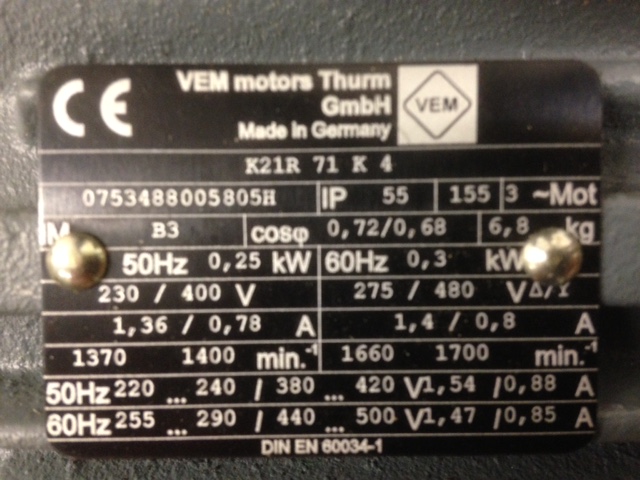 CE VEM motors Thurm
GmbH VEM
Made in Germany
K21R 71 K 4
0753488005805H IP 55 155 3 ~Mot
IM B3 cosφ 0,72/0,68 6,8 kg
50Hz 0,25 kW 60Hz 0,3 kW
230 / 400 V 275 / 480 V Δ/Y
1,36 / 0,78 A 1,4 / 0,8 A
1370 1400 min.-1 1660 1700 min.-1
50Hz 220 ... 240 / 380 ... 420 V 1,54 / 0,88 A
60Hz 255 ... 290 / 440 ... 500 V 1,47 / 0,85 A
DIN EN 60034-1